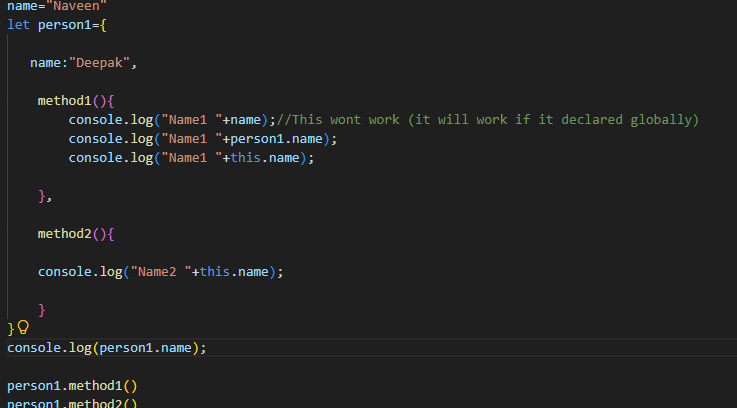 name="Naveen"
let person1={
name:"Deepak",
method1(){
console.log("Name1 "+name);//This wont work (it will work if it declared globally)
console.log("Name1 "+person1.name);
console.log("Name1 "+this.name);
},
method2(){
console.log("Name2 "+this.name);
}
}
console.log(person1.name);
person1.method1()
person1.method2()